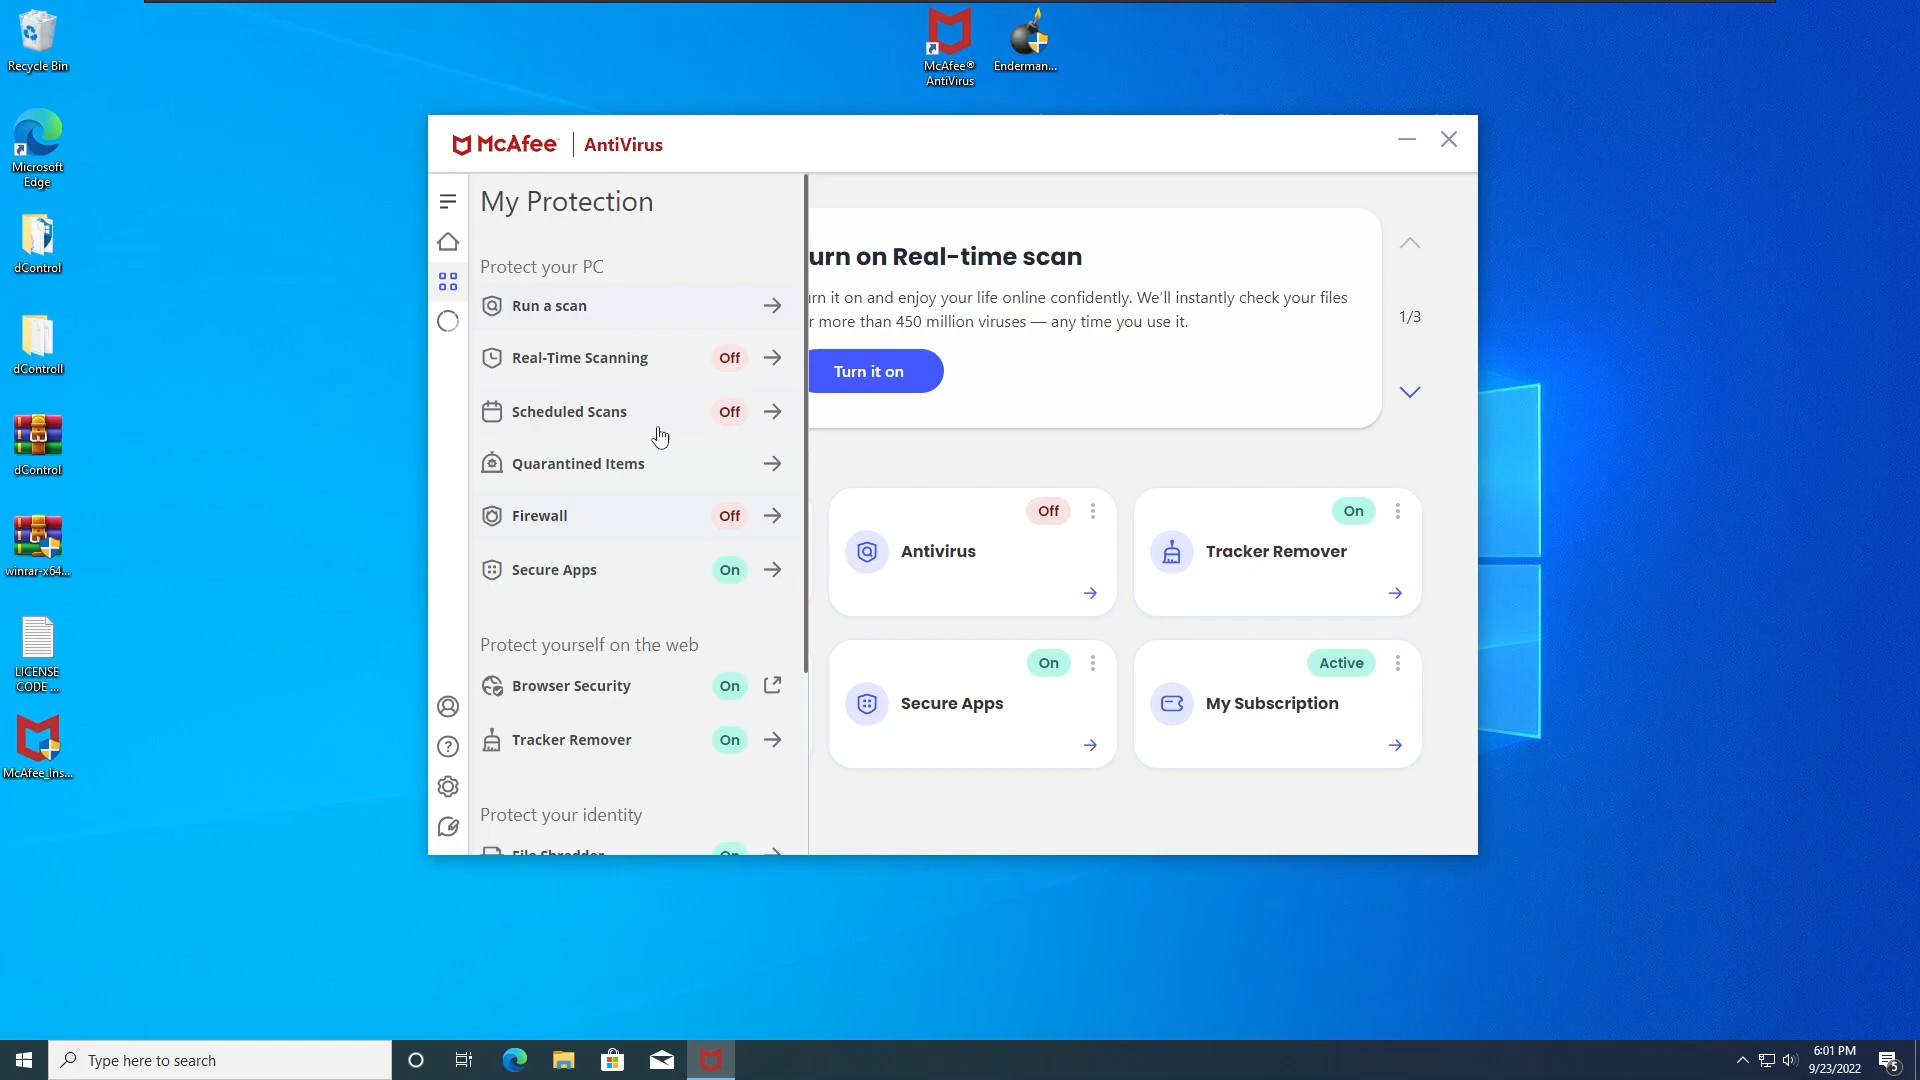 Recycle Bin
Microsoft
Edge
dControl
dControll
dControl
winrar-x64...
LICENSE
CODE ...
McAfee_Ins...
McAfee®
AntiVirus
Enderman...
McAfee™ | AntiVirus
My Protection
Protect your PC
Run a scan
Real-Time Scanning Off
Scheduled Scans Off
Quarantined Items
Firewall Off
Secure Apps On
Protect yourself on the web
Browser Security On
Tracker Remover On
Protect your identity
File Shredder On
urn on Real-time scan
urn it on and enjoy your life online confidently. We'll instantly check your files
r more than 450 million viruses — any time you use it.
Turn it on
1/3
Off
Antivirus
On
Tracker Remover
On
Secure Apps
Active
My Subscription
Type here to search
6:01 PM
9/23/2022
5